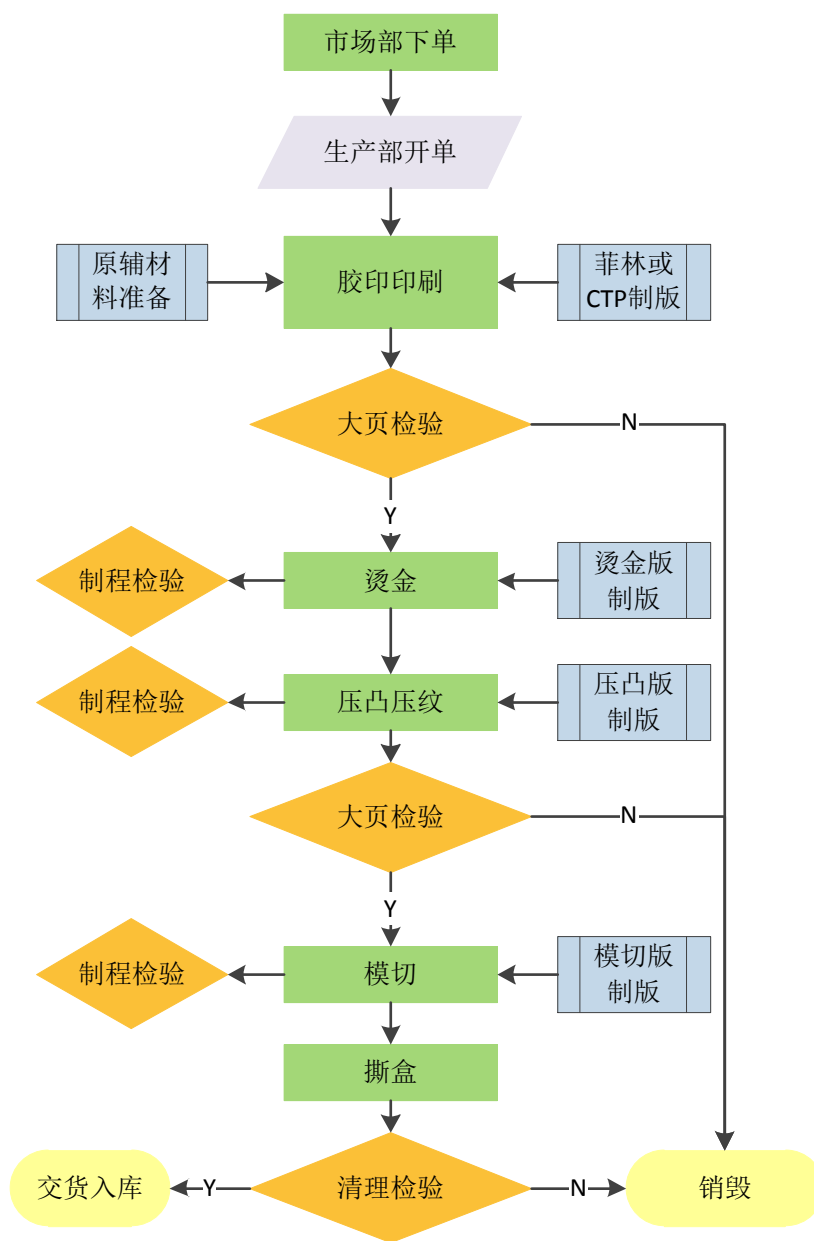 市场部下单
生产部开单
原辅材
料准备
胶印印刷
菲林或
CTP制版
大页检验
N
Y
制程检验
烫金
烫金版
制版
制程检验
压凸压纹
压凸版
制版
大页检验
N
Y
制程检验
模切
模切版
制版
撕盒
交货入库
Y
清理检验
N
销毁